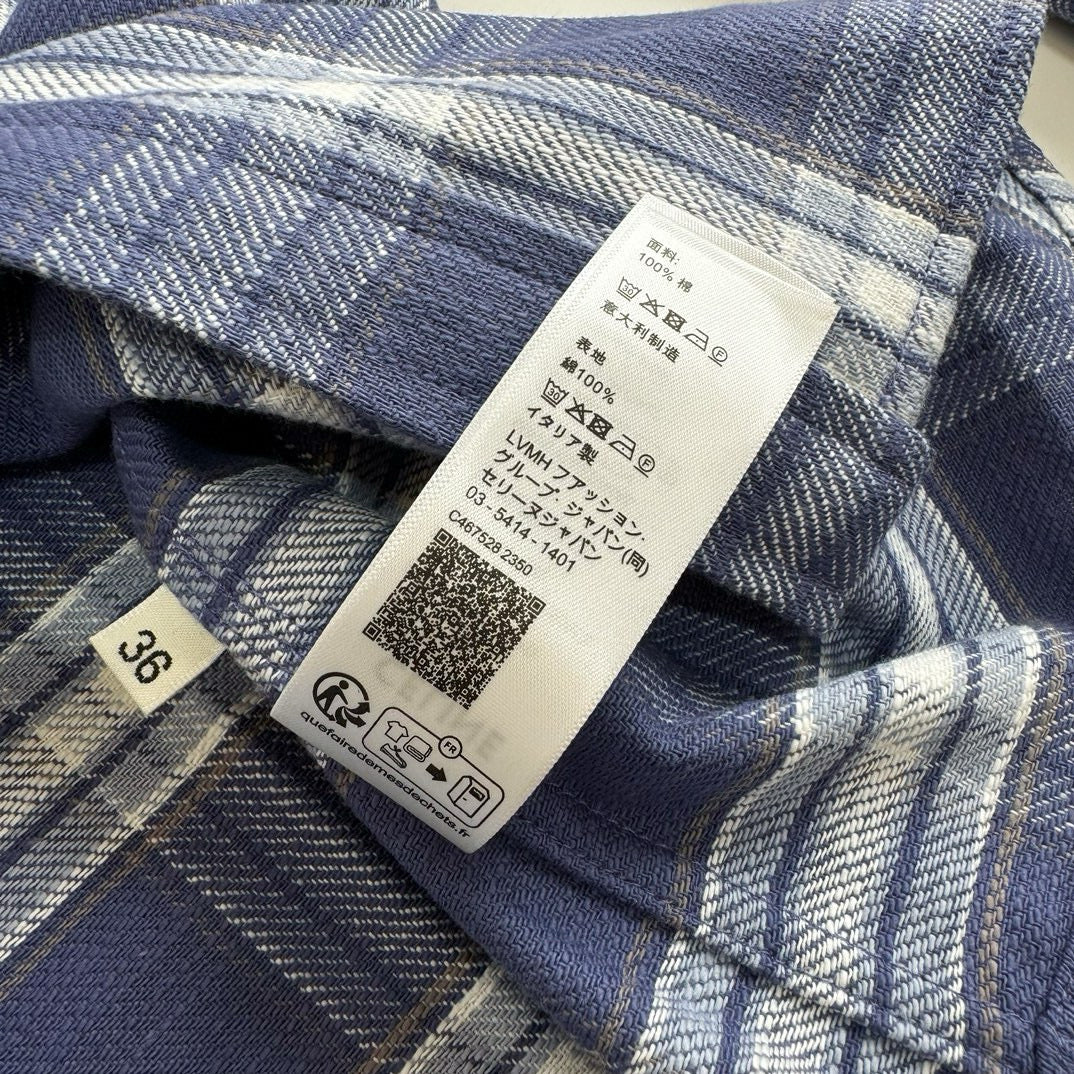 面料:
100% 棉
30 F
意大利制造
表地
綿100%
30 F
イタリア製
LVMH ファッション
グループ･ジャパン(同)
セリーヌジャパン
03 - 5414 - 1401
C467528 2350
FR
quefairedemesdechets.fr
36